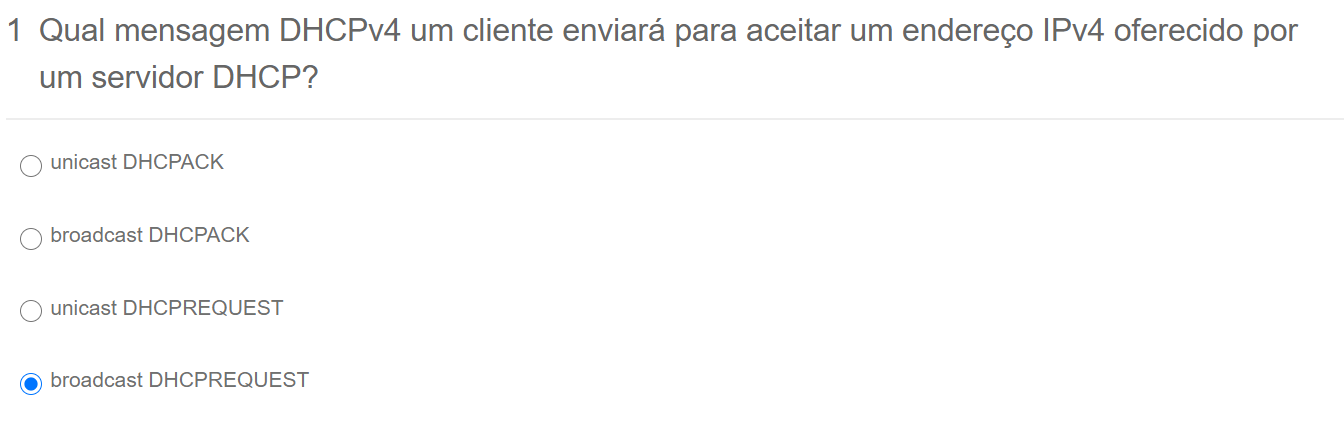 1 Qual mensagem DHCPv4 um cliente enviará para aceitar um endereço IPv4 oferecido por
um servidor DHCP?
unicast DHCPACK
broadcast DHCPACK
unicast DHCPREQUEST
broadcast DHCPREQUEST